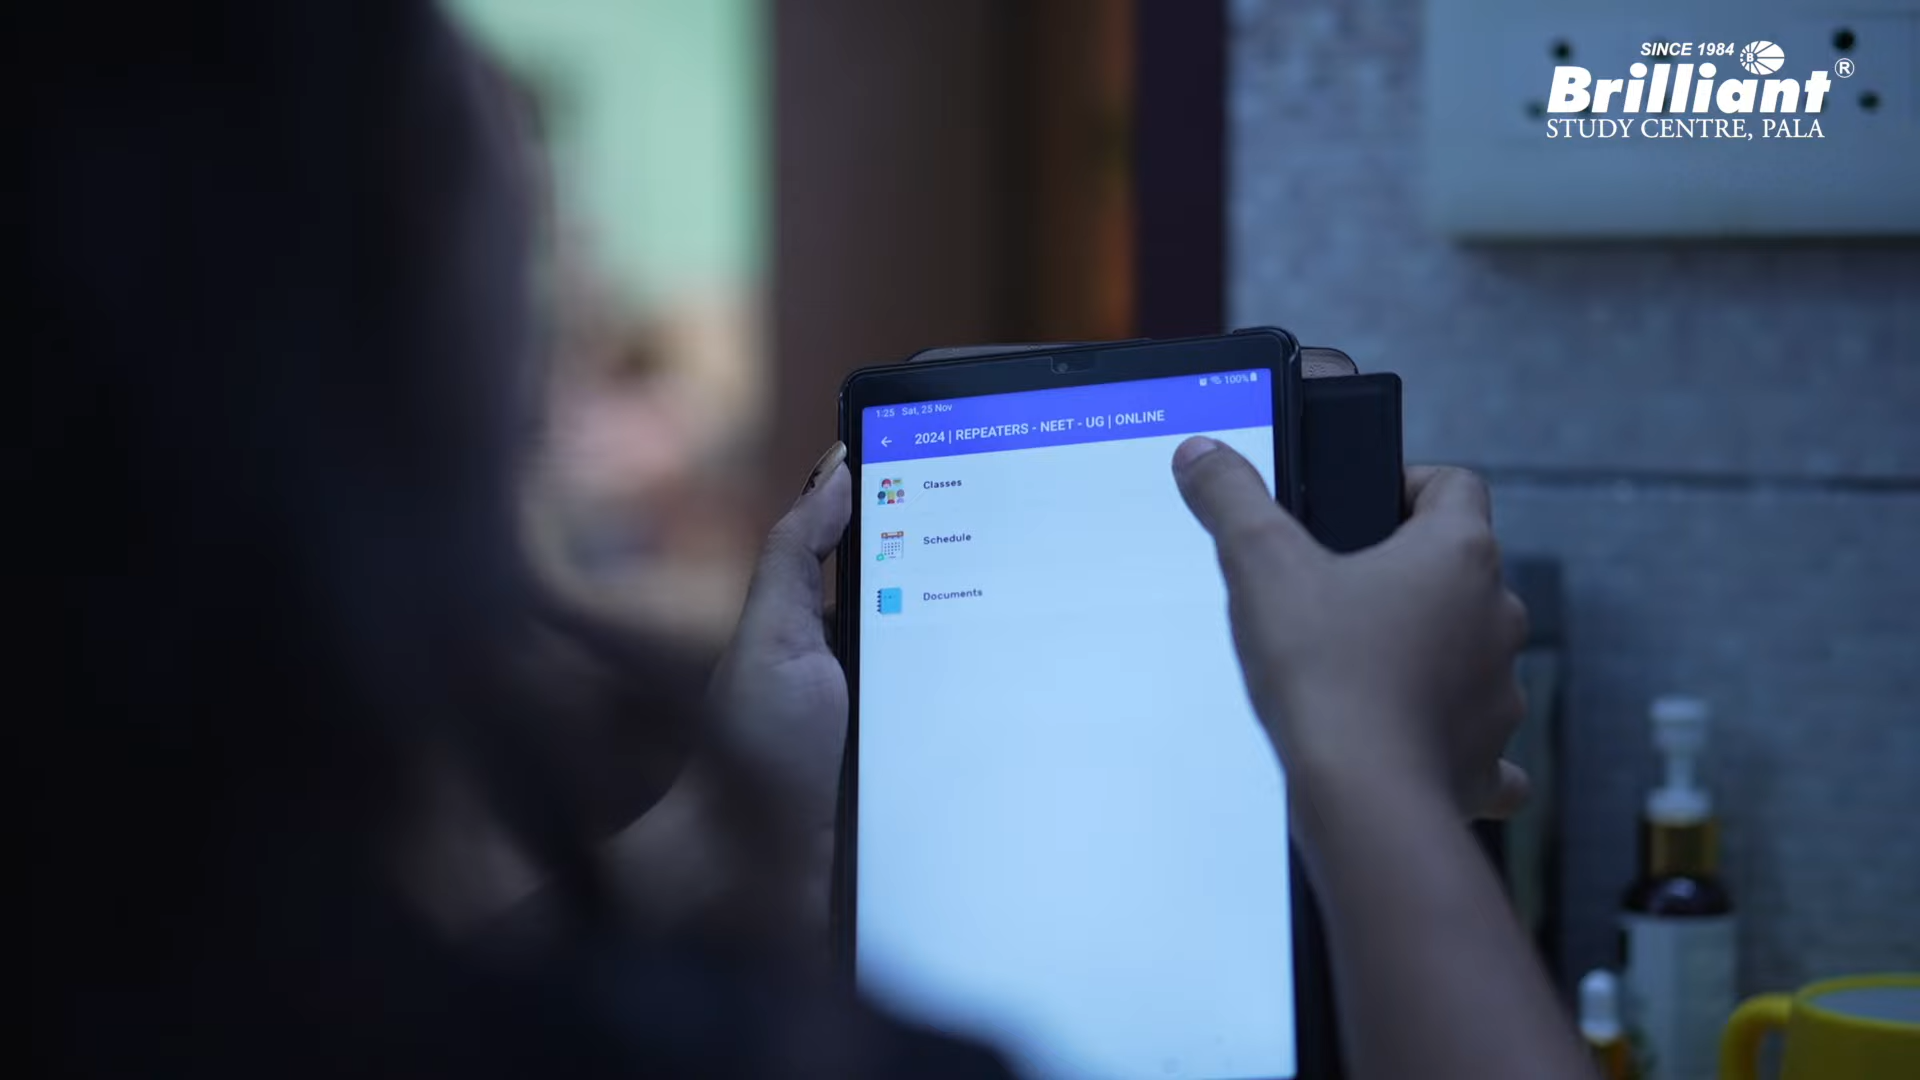 SINCE 1984
Brilliant®
STUDY CENTRE, PALA
1:25 Sat, 25 Nov
100%
2024 | REPEATERS - NEET - UG | ONLINE
Classes
Schedule
Documents